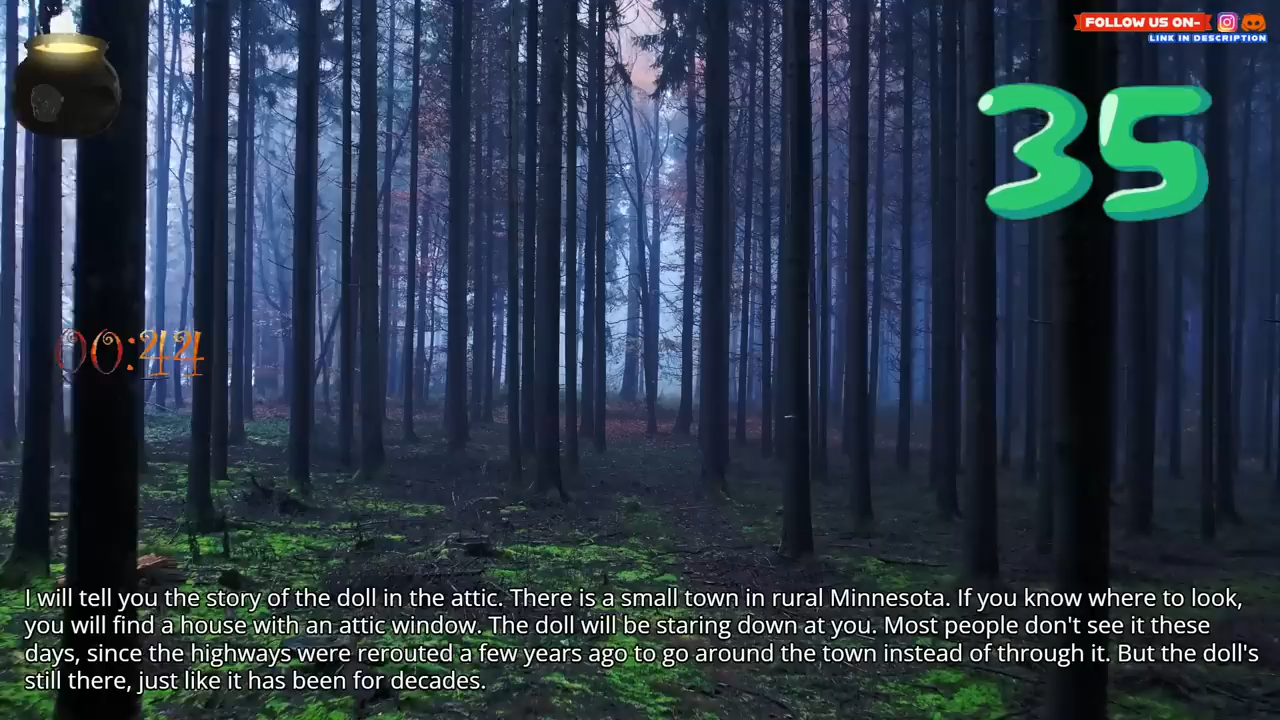 FOLLOW US ON-
LINK IN DESCRIPTION
35
00:44
I will tell you the story of the doll in the attic. There is a small town in rural Minnesota. If you know where to look,
you will find a house with an attic window. The doll will be staring down at you. Most people don't see it these
days, since the highways were rerouted a few years ago to go around the town instead of through it. But the doll's
still there, just like it has been for decades.